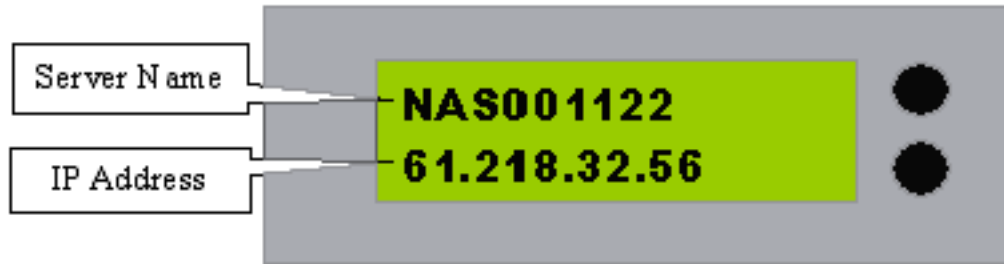 Server Name
NAS001122
IP Address
61.218.32.56